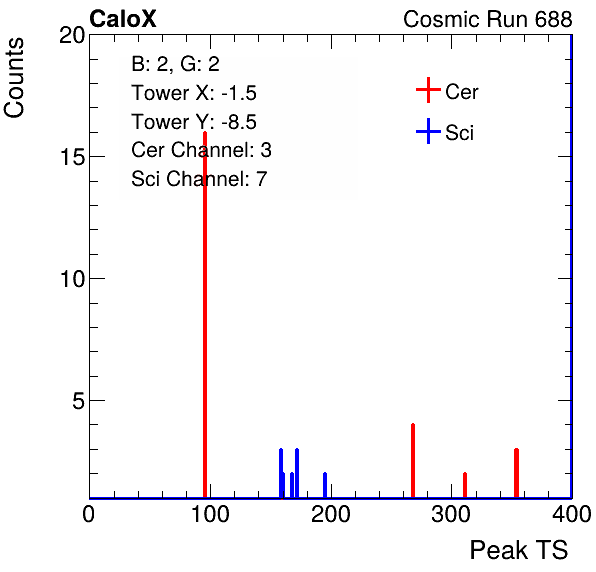 CaloX Cosmic Run 688
Counts
20
15
10
5
B: 2, G: 2
Tower X: -1.5
Tower Y: -8.5
Cer Channel: 3
Sci Channel: 7
Cer
Sci
0 100 200 300 400
Peak TS